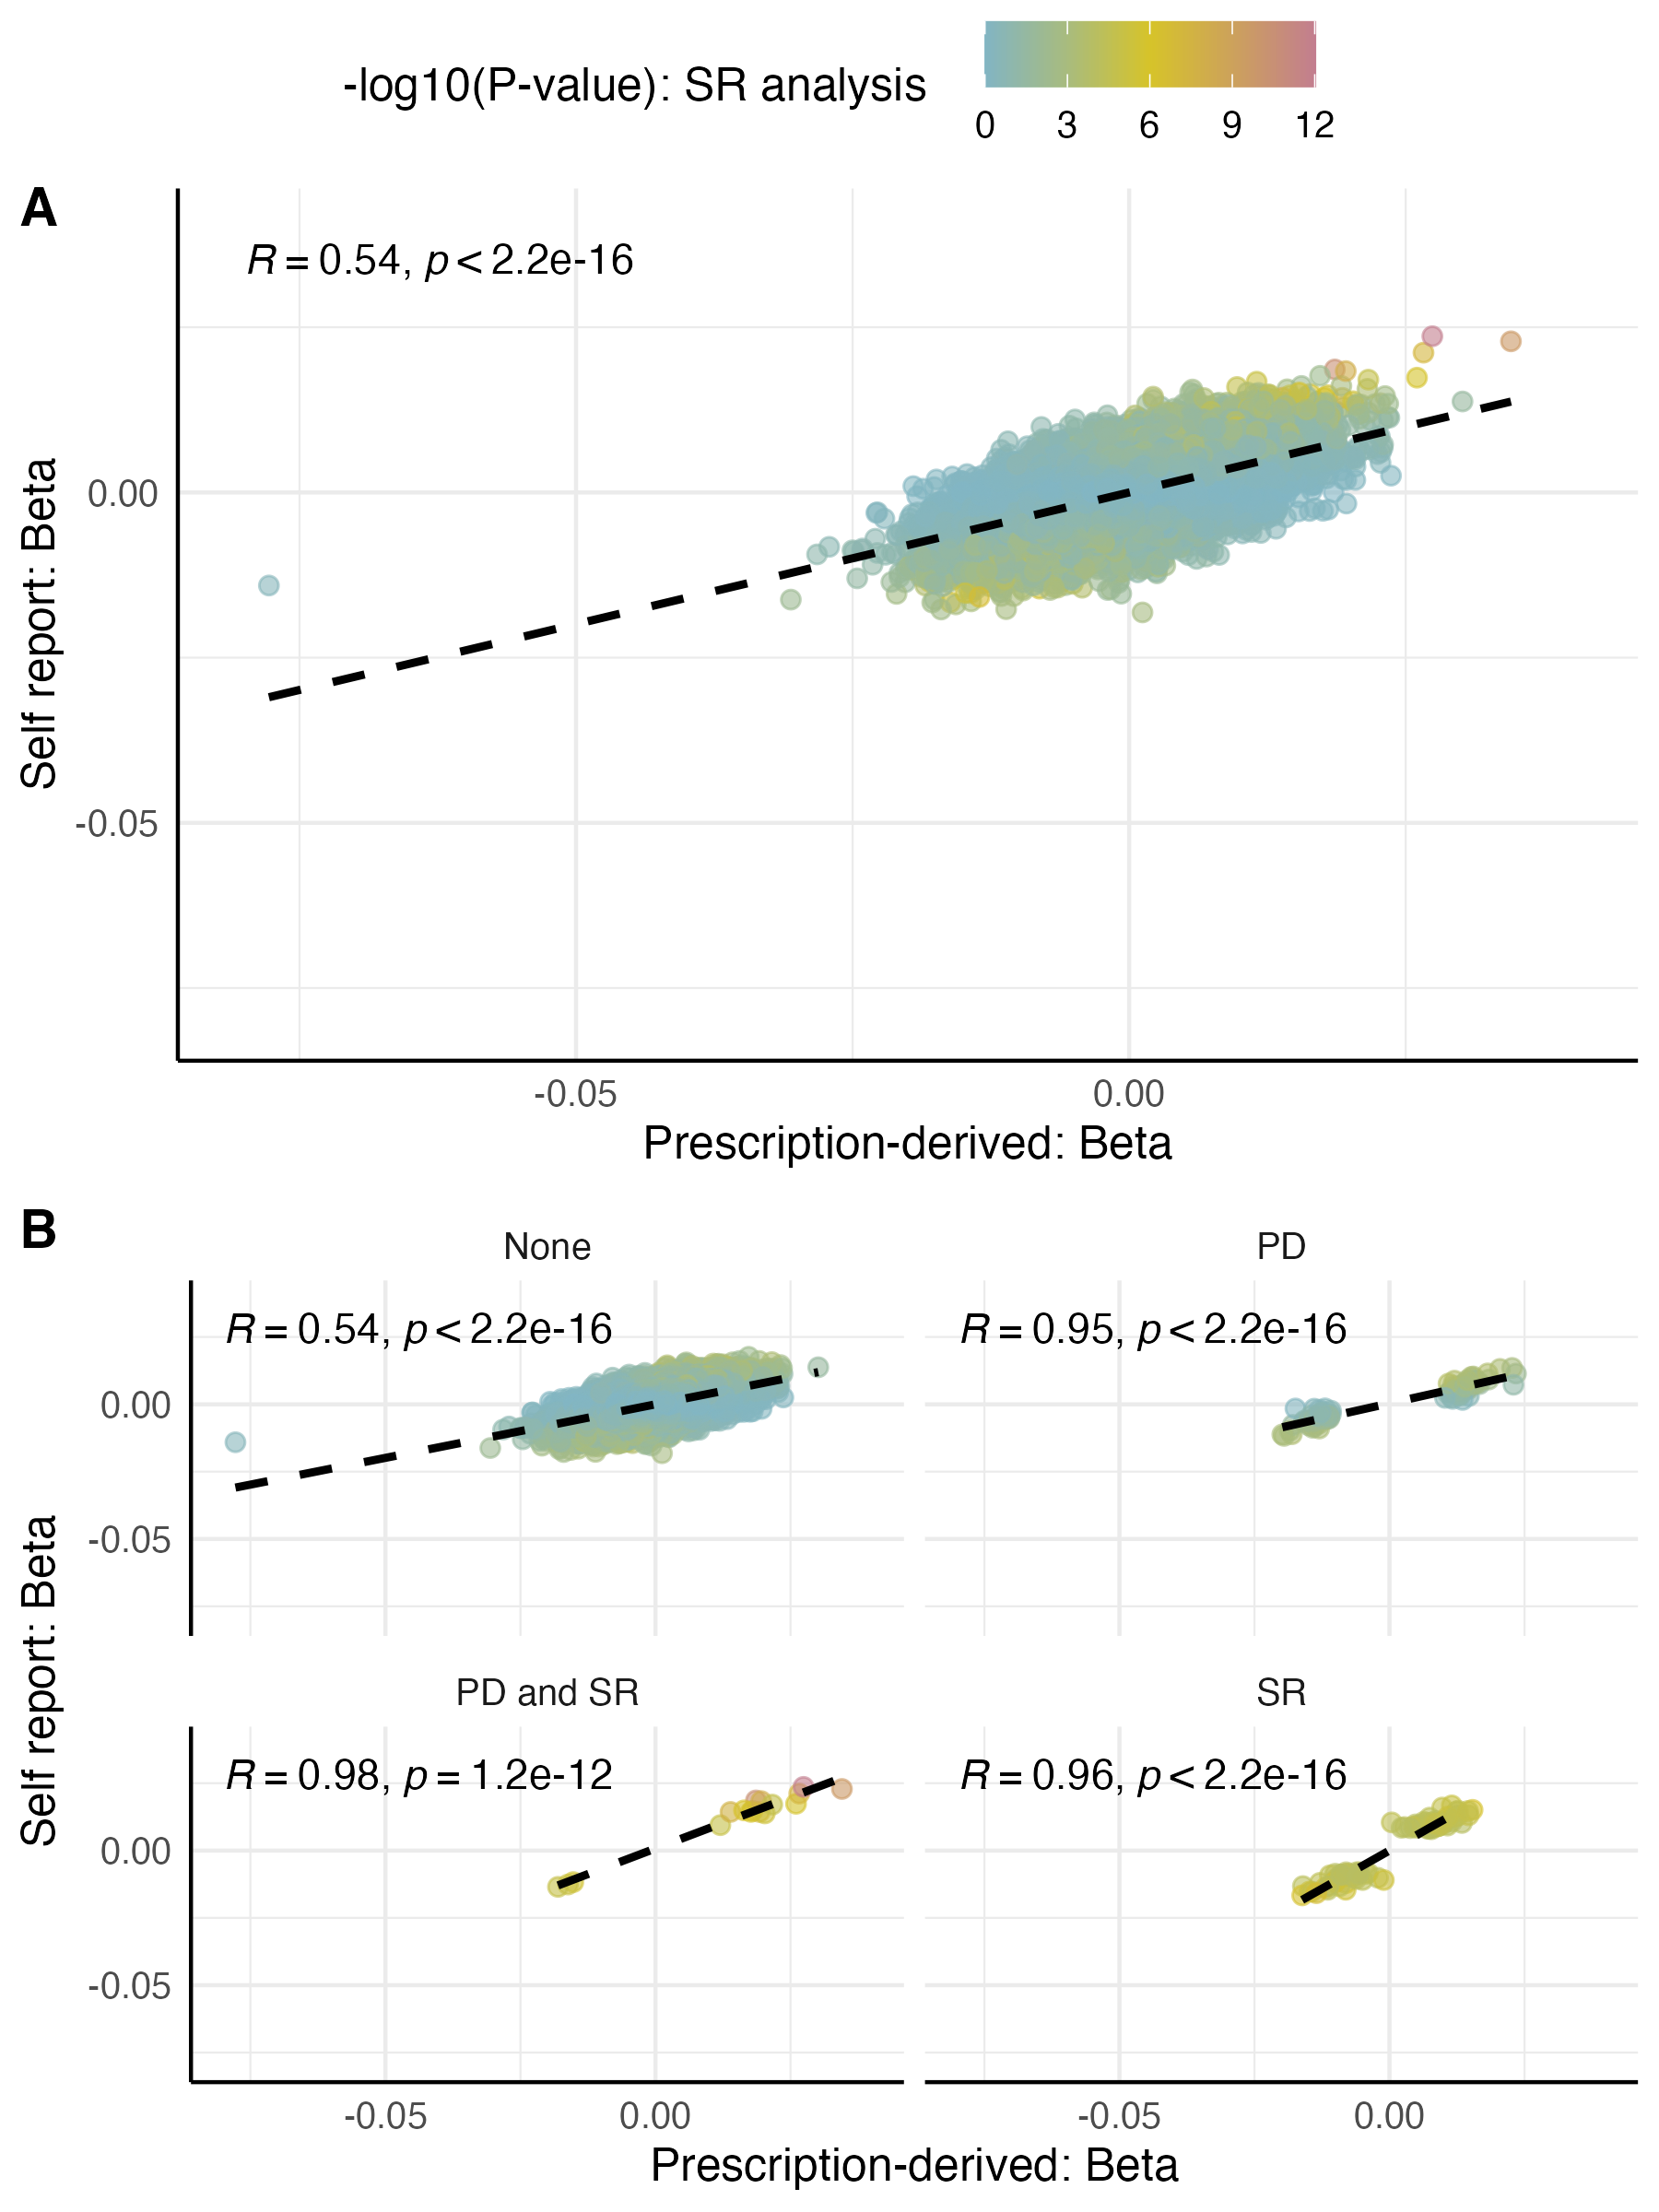 -log10(P-value): SR analysis
0 3 6 9 12
A
R = 0.54, p < 2.2e-16
Self report: Beta
0.00
-0.05
-0.05 0.00
Prescription-derived: Beta
B
None PD
R = 0.54, p < 2.2e-16 R = 0.95, p < 2.2e-16
0.00
-0.05
Self report: Beta
PD and SR SR
R = 0.98, p = 1.2e-12 R = 0.96, p < 2.2e-16
0.00
-0.05
-0.05 0.00 -0.05 0.00
Prescription-derived: Beta